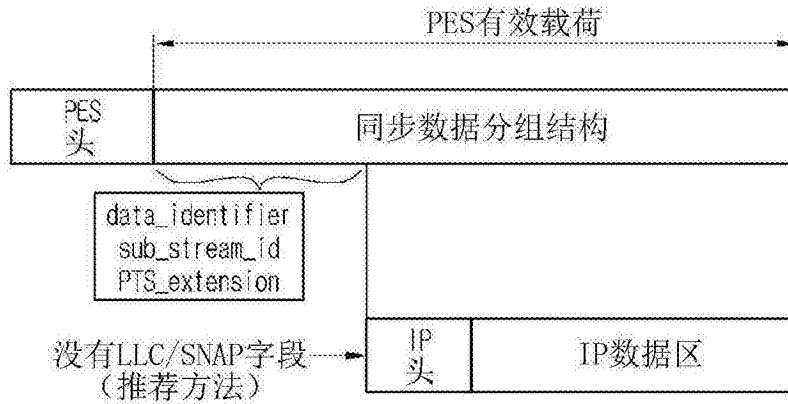 PES有效载荷
PES
头
同步数据分组结构
data_identifier
sub_stream_id
PTS_extension
没有LLC/SNAP字段
(推荐方法)
IP
头
IP数据区